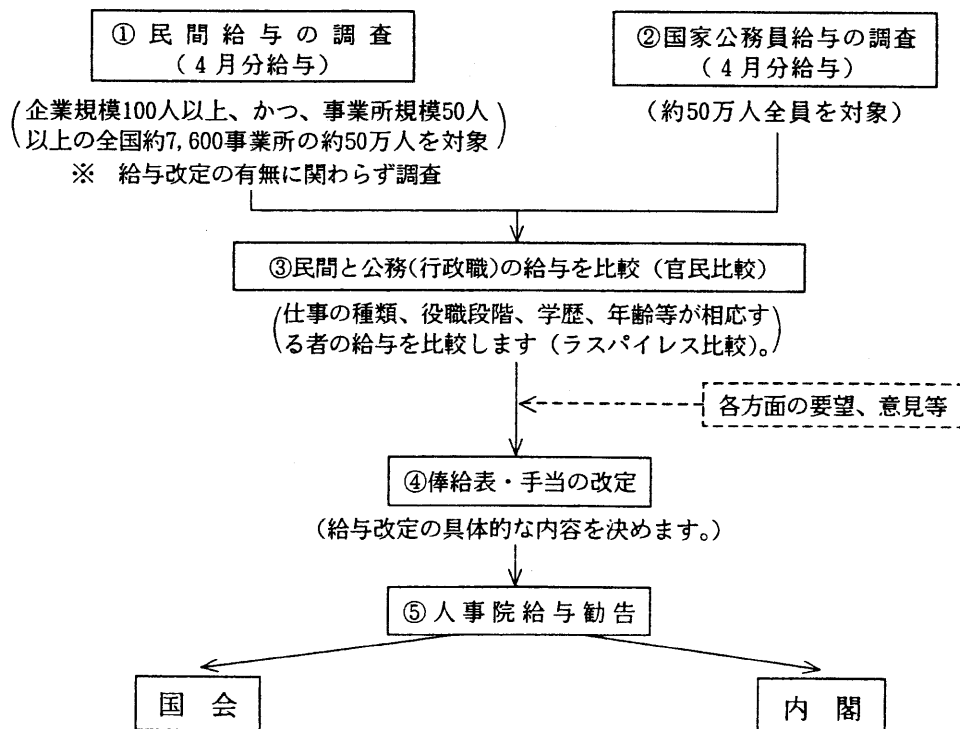 ① 民間給与の調査
(4月分給与)
②国家公務員給与の調査
(4月分給与)
(企業規模100人以上、かつ、事業所規模50人
以上の全国約7,600事業所の約50万人を対象)
※ 給与改定の有無に関わらず調査
(約50万人全員を対象)
③民間と公務(行政職)の給与を比較(官民比較)
(仕事の種類、役職段階、学歴、年齢等が相応す
る者の給与を比較します(ラスパイレス比較)。)
各方面の要望、意見等
④俸給表・手当の改定
(給与改定の具体的な内容を決めます。)
⑤人事院給与勧告
国 会
内 閣